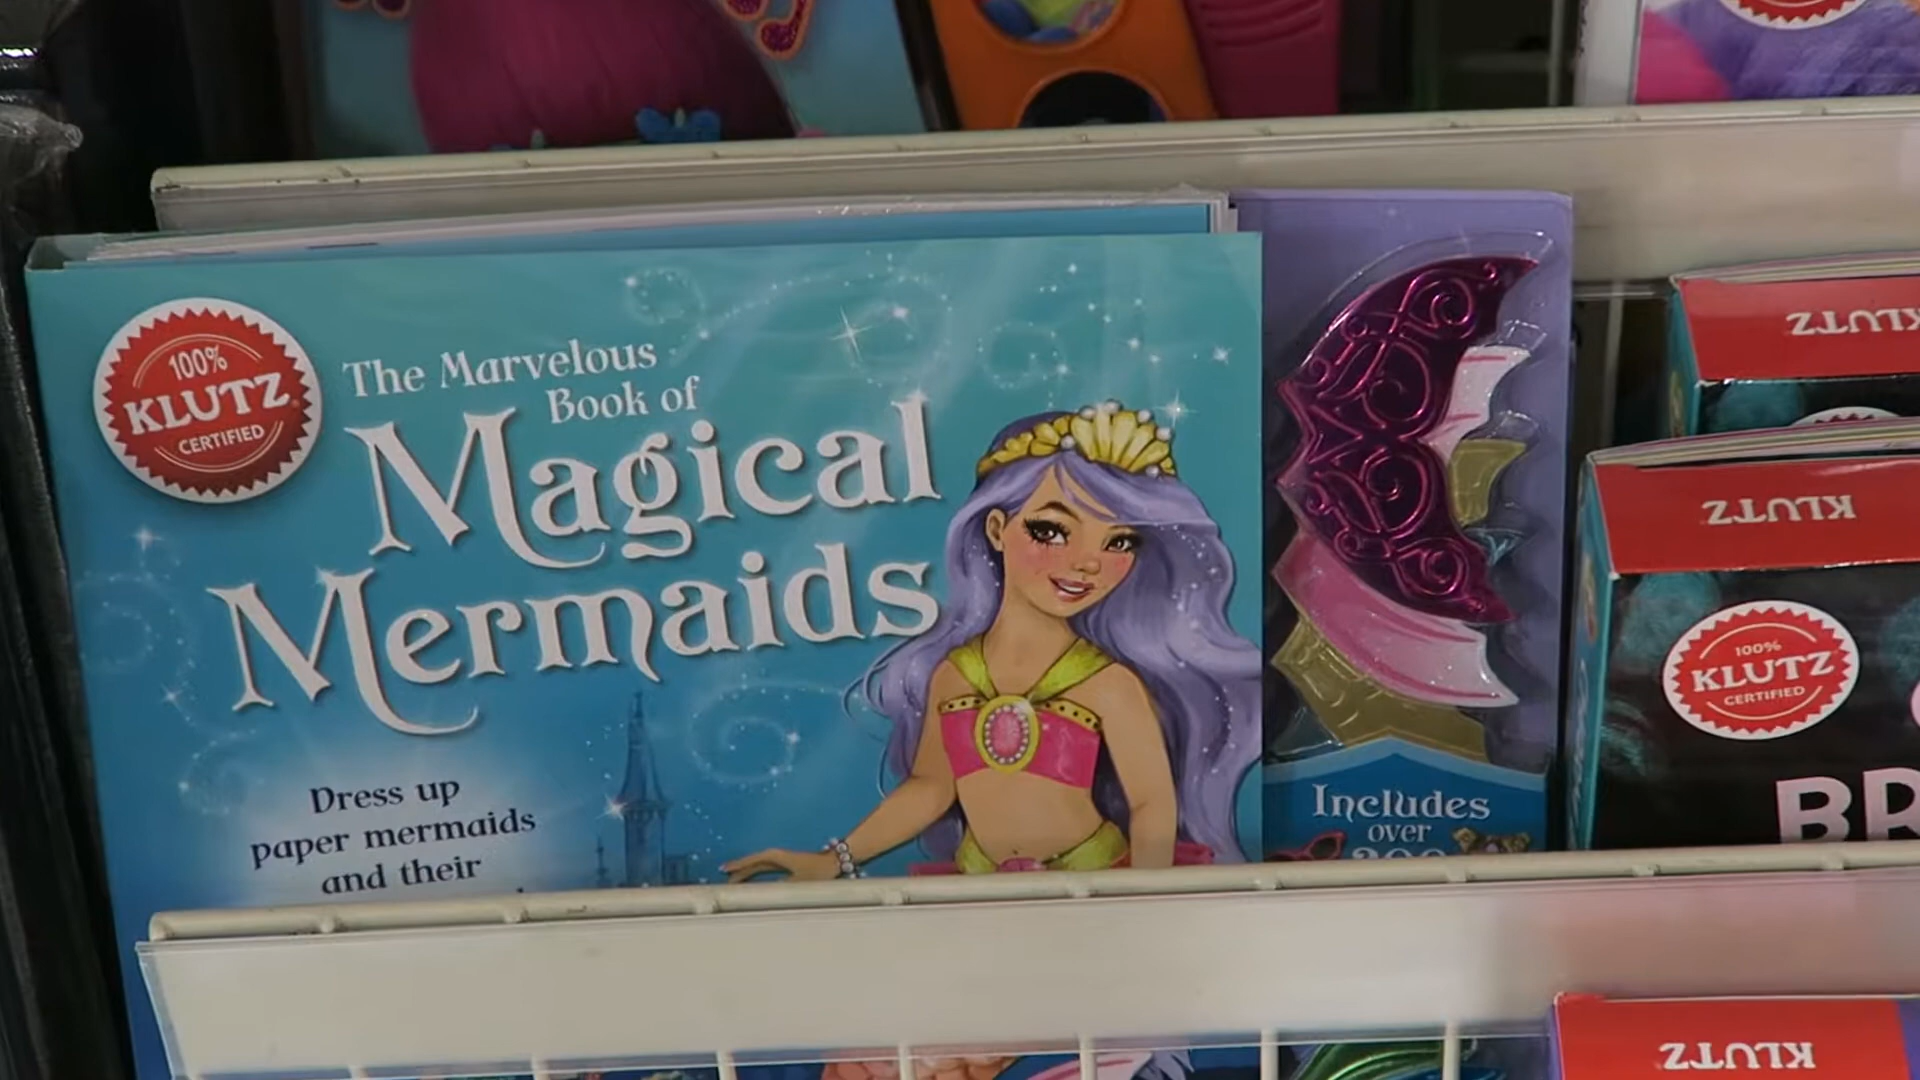 100%
KLUTZ
CERTIFIED
The Marvelous
Book of
Magical
Mermaids
Dress up
paper mermaids
and their
Includes
over
KLUTZ
KLUTZ
100%
KLUTZ
CERTIFIED
BR
KLUTZ